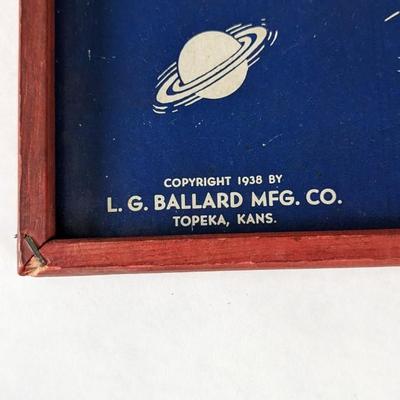 COPYRIGHT 1938 BY
L. G. BALLARD MFG. CO.
TOPEKA, KANS.